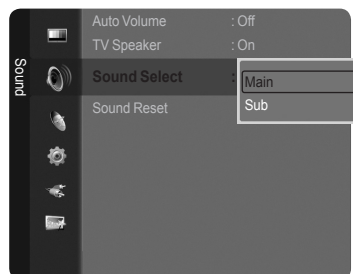 Sound
Auto Volume : Off
TV Speaker : On
Sound Select :
Main
Sub
Sound Reset